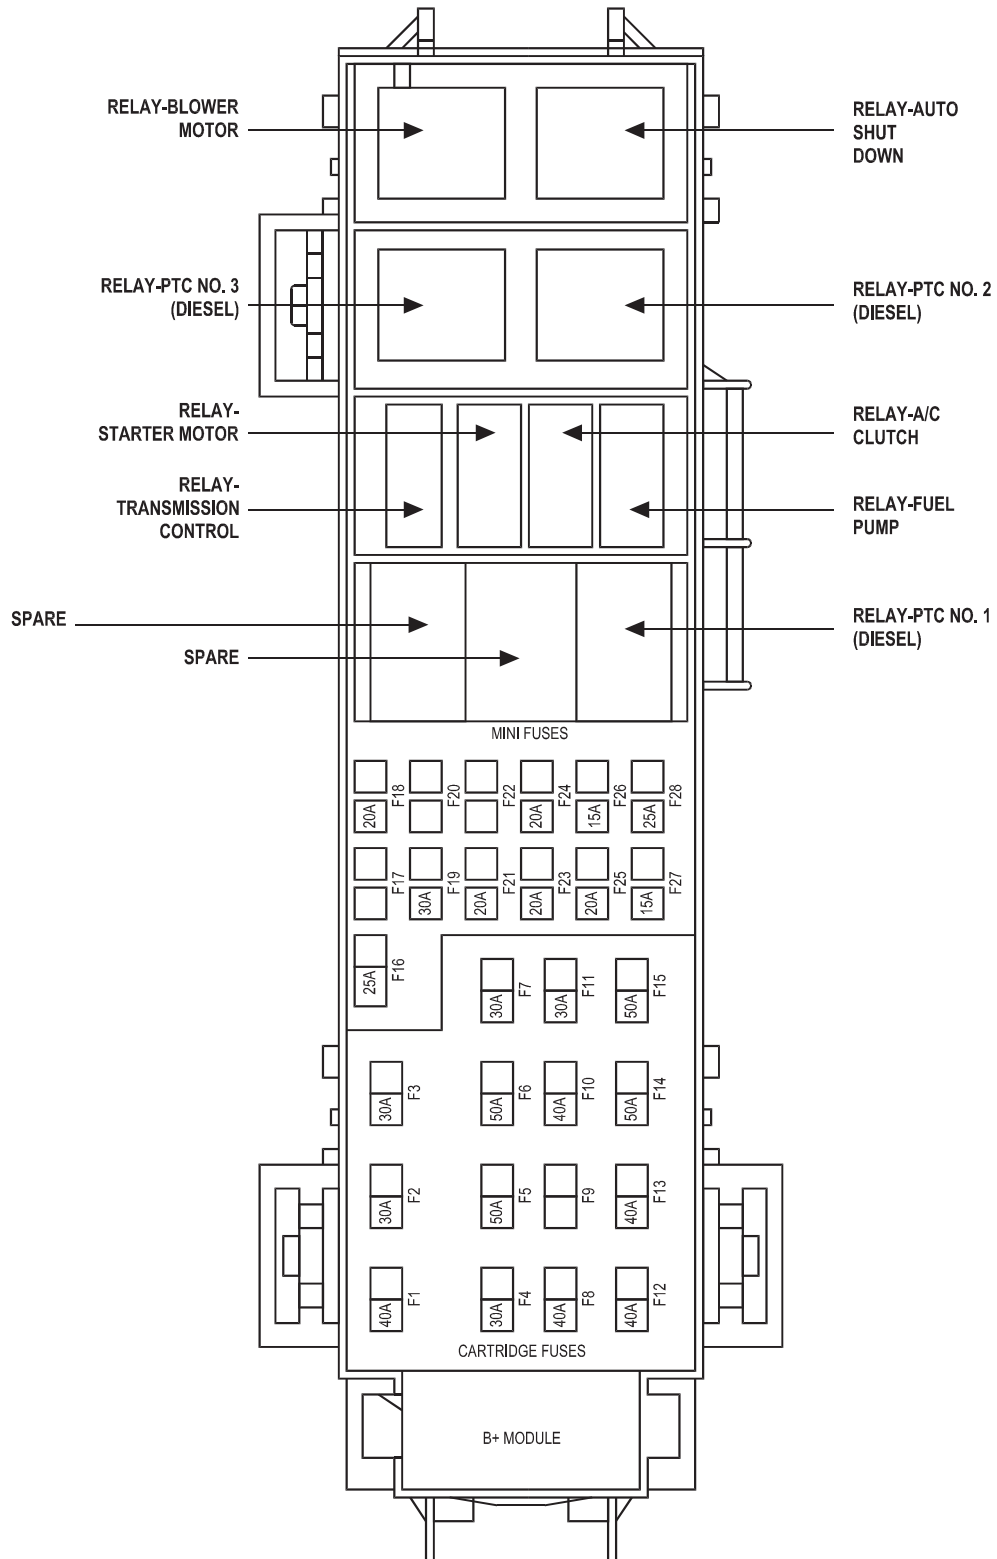 RELAY-BLOWER
MOTOR
RELAY-AUTO
SHUT
DOWN
RELAY-PTC NO. 3
(DIESEL)
RELAY-PTC NO. 2
(DIESEL)
RELAY-
STARTER MOTOR
RELAY-A/C
CLUTCH
RELAY-
TRANSMISSION
CONTROL
RELAY-FUEL
PUMP
SPARE
SPARE
RELAY-PTC NO. 1
(DIESEL)
MINI FUSES
20A F18
F20
F22
20A F24
15A F26
25A F28
F17
30A F19
20A F21
20A F23
20A F25
15A F27
25A F16
30A F7
30A F11
50A F15
30A F3
50A F6
40A F10
50A F14
30A F2
50A F5
F9
40A F13
40A F1
30A F4
40A F8
40A F12
CARTRIDGE FUSES
B+ MODULE